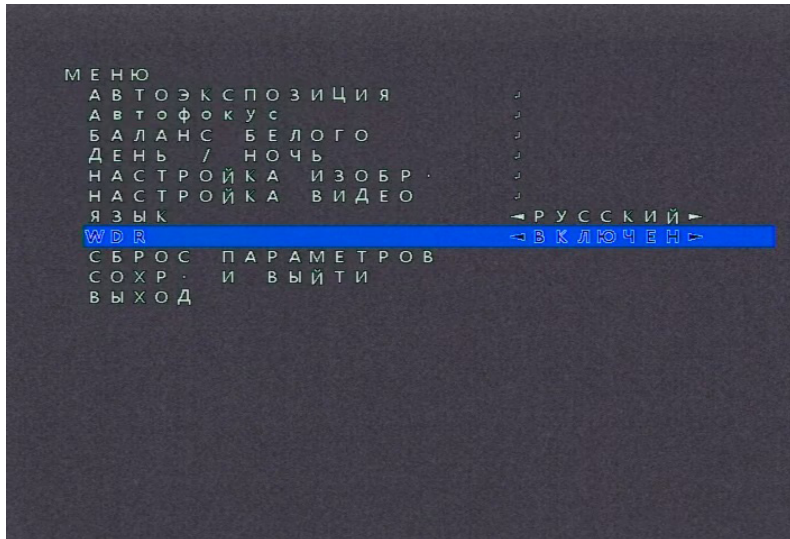 МЕНЮ
АВТОЭКСПОЗИЦИЯ ↲
Автофокус ↲
БАЛАНС БЕЛОГО ↲
ДЕНЬ / НОЧЬ ↲
НАСТРОЙКА ИЗОБР. ↲
НАСТРОЙКА ВИДЕО ↲
ЯЗЫК ◄РУССКИЙ►
WDR ◄ВКЛЮЧЕН►
СБРОС ПАРАМЕТРОВ
СОХР. И ВЫЙТИ
ВЫХОД